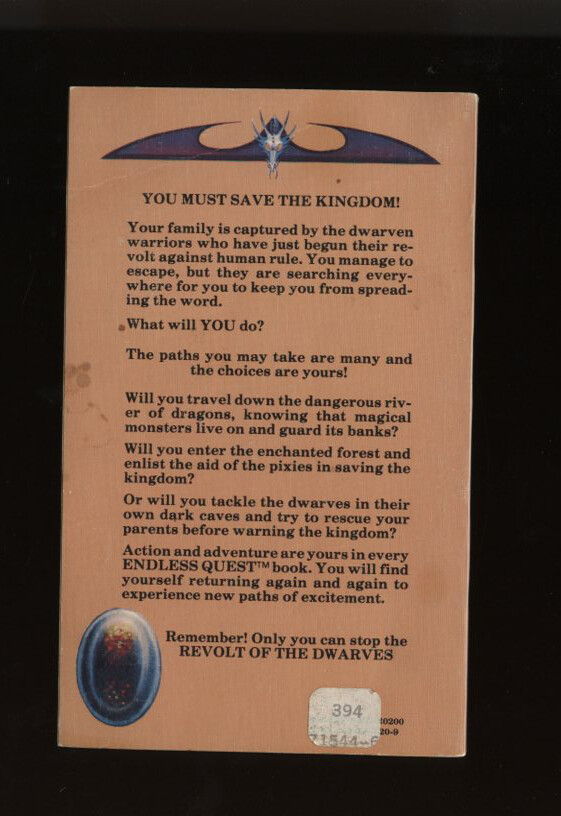 YOU MUST SAVE THE KINGDOM!
Your family is captured by the dwarven
warriors who have just begun their re-
volt against human rule. You manage to
escape, but they are searching every-
where for you to keep you from spread-
ing the word.
What will YOU do?
The paths you may take are many and
the choices are yours!
Will you travel down the dangerous riv-
er of dragons, knowing that magical
monsters live on and guard its banks?
Will you enter the enchanted forest and
enlist the aid of the pixies in saving the
kingdom?
Or will you tackle the dwarves in their
own dark caves and try to rescue your
parents before warning the kingdom?
Action and adventure are yours in every
ENDLESS QUEST™ book. You will find
yourself returning again and again to
experience new paths of excitement.
Remember! Only you can stop the
REVOLT OF THE DWARVES
394
0200
71544-6
20-9